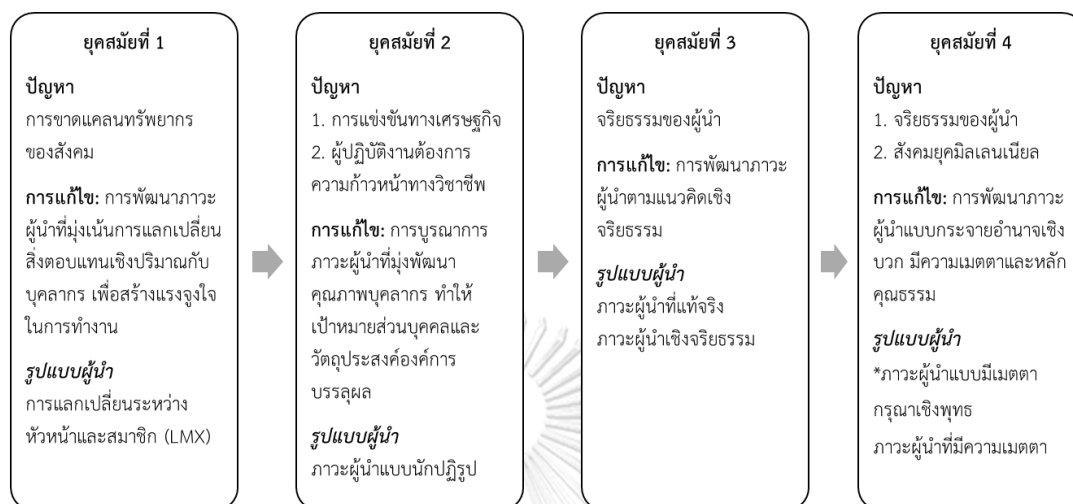 ยุคสมัยที่ 1
ปัญหา
การขาดแคลนทรัพยากร
ของสังคม
การแก้ไข: การพัฒนาภาวะ
ผู้นำที่มุ่งเน้นการแลกเปลี่ยน
สิ่งตอบแทนเชิงปริมาณกับ
บุคลากร เพื่อสร้างแรงจูงใจ
ในการทำงาน
รูปแบบผู้นำ
การแลกเปลี่ยนระหว่าง
หัวหน้าและสมาชิก (LMX)
ยุคสมัยที่ 2
ปัญหา
1. การแข่งขันทางเศรษฐกิจ
2. ผู้ปฏิบัติงานต้องการ
ความก้าวหน้าทางวิชาชีพ
การแก้ไข: การบูรณาการ
ภาวะผู้นำที่มุ่งพัฒนา
คุณภาพบุคลากร ทำให้
เป้าหมายส่วนบุคคลและ
วัตถุประสงค์องค์การ
บรรลุผล
รูปแบบผู้นำ
ภาวะผู้นำแบบนักปฏิรูป
ยุคสมัยที่ 3
ปัญหา
จริยธรรมของผู้นำ
การแก้ไข: การพัฒนาภาวะ
ผู้นำตามแนวคิดเชิง
จริยธรรม
รูปแบบผู้นำ
ภาวะผู้นำที่แท้จริง
ภาวะผู้นำเชิงจริยธรรม
ยุคสมัยที่ 4
ปัญหา
1. จริยธรรมของผู้นำ
2. สังคมยุคมิลเลนเนียล
การแก้ไข: การพัฒนาภาวะ
ผู้นำแบบกระจายอำนาจเชิง
บวก มีความเมตตาและหลัก
คุณธรรม
รูปแบบผู้นำ
*ภาวะผู้นำแบบมีเมตตา
กรุณาเชิงพุทธ
ภาวะผู้นำที่มีความเมตตา